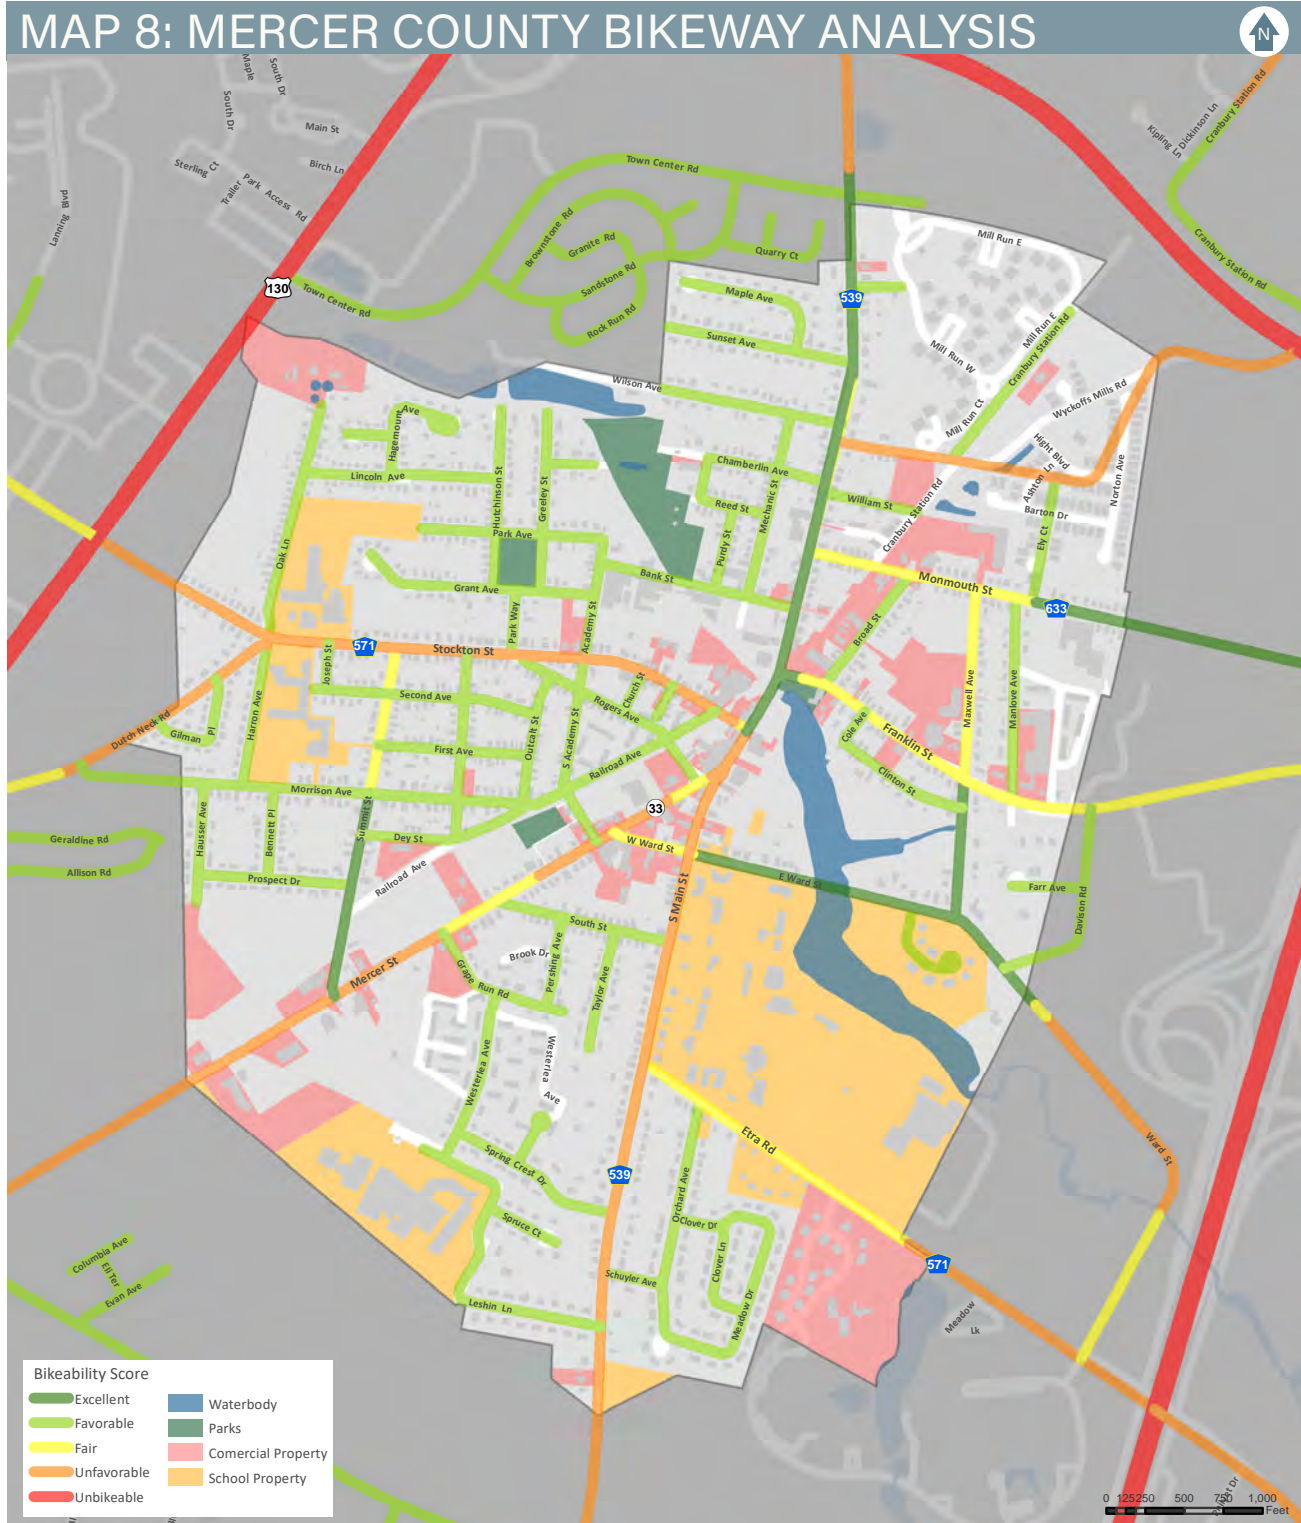 MAP 8: MERCER COUNTY BIKEWAY ANALYSIS
N
Maple
South Dr
South Dr
Main St
Birch Ln
Sterling Ct
Trailer Park Access Rd
Lanning Blvd
Town Center Rd
Dickinson Ln
Kipling Ln
Cranbury Station Rd
Cranbury Station Rd
Brownstone Rd
Granite Rd
Sandstone Rd
Rock Run Rd
Quarry Ct
Mill Run E
130
Town Center Rd
Maple Ave
539
Sunset Ave
Mill Run E
Cranbury Station Rd
Mill Run W
Mill Run Ct
Wyckoffs Mills Rd
Wilson Ave
Hagemount Ave
Lincoln Ave
Hutchinson St
Greeley St
Chamberlin Ave
Reed St
Mechanic St
Purdy St
William St
Cranbury Station Rd
Hight Blvd
Ashton Ln
Barton Dr
Norton Ave
Ely Ct
Oak Ln
Park Ave
Grant Ave
Bank St
Park Way
Academy St
Monmouth St
633
Broad St
571
Stockton St
Joseph St
Second Ave
Rogers Ave
Church St
Maxwell Ave
Manlove Ave
Dutch Neck Rd
Gilman Pl
Harron Ave
First Ave
Outcalt St
S Academy St
Railroad Ave
Cole Ave
Franklin St
Clinton St
Morrison Ave
33
Summit St
Hausser Ave
Bennett Pl
Dey St
W Ward St
Geraldine Rd
Allison Rd
Prospect Dr
Railroad Ave
S Main St
E Ward St
Farr Ave
Davison Rd
South St
Brook Dr
Pershing Ave
Taylor Ave
Mercer St
Grape Run Rd
Westerlea Ave
Westerlea Ave
Etra Rd
Ward St
Spring Crest Dr
539
Orchard Ave
Spruce Ct
Clover Dr
Clover Ln
Meadow Dr
Schuyler Ave
Leshin Ln
571
Meadow Lk
Columbia Ave
Eli Ter
Evan Ave
Bikeability Score
Excellent
Favorable
Fair
Unfavorable
Unbikeable
Waterbody
Parks
Comercial Property
School Property
0 125250 500 750 1,000
Feet